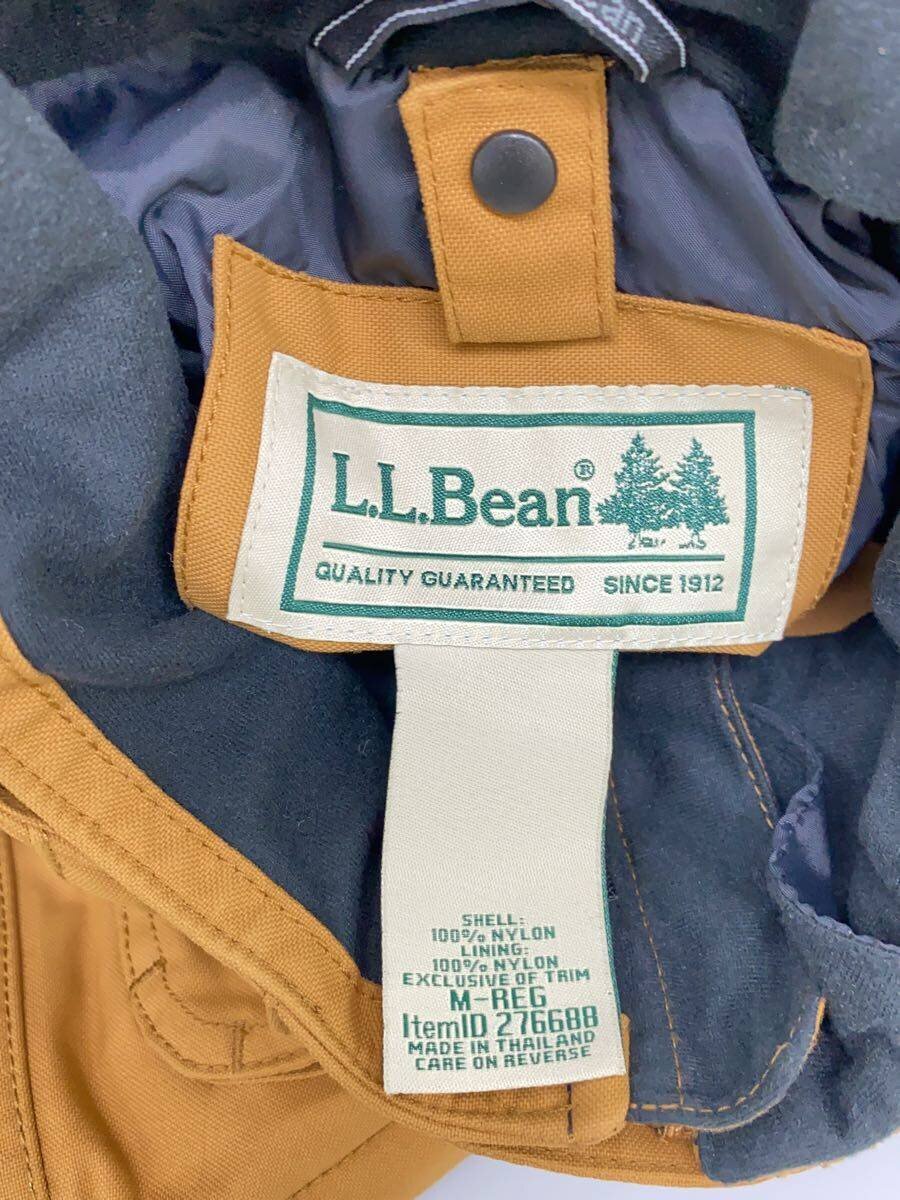 L.L.Bean®
QUALITY GUARANTEED SINCE 1912
SHELL:
100% NYLON
LINING:
100% NYLON
EXCLUSIVE OF TRIM
M-REG
ItemID 276688
MADE IN THAILAND
CARE ON REVERSE